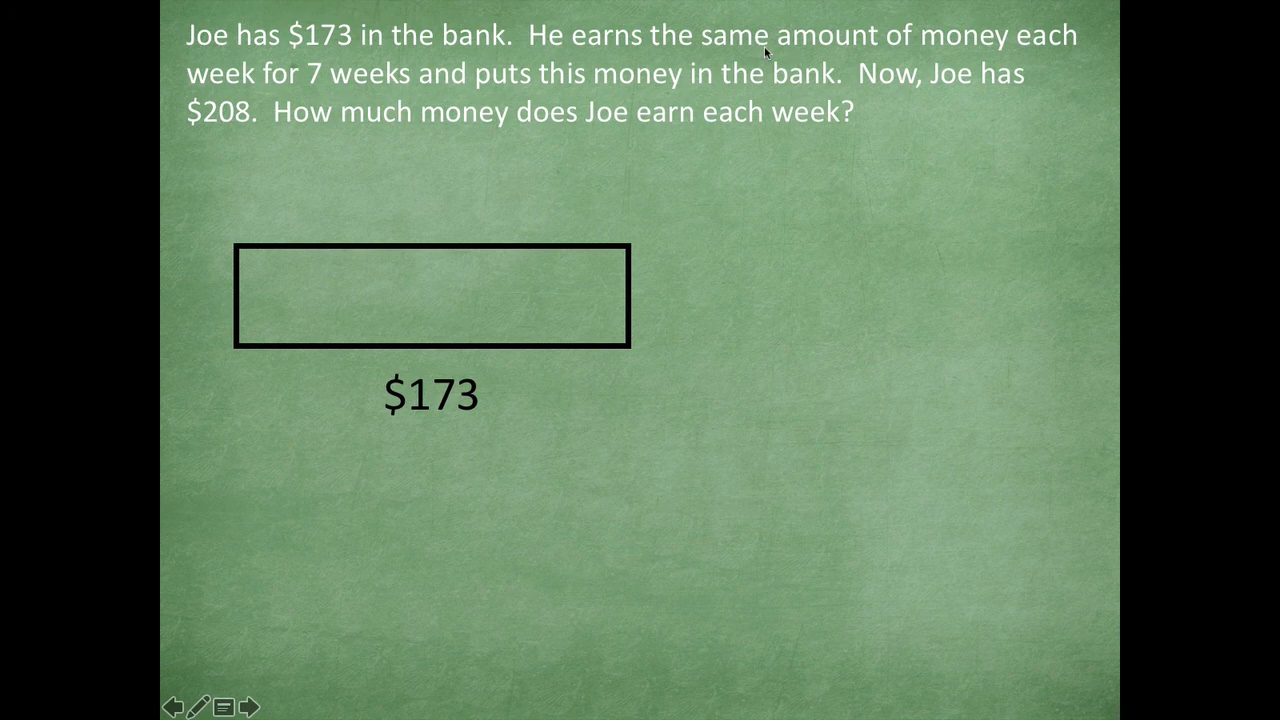 Joe has $173 in the bank.  He earns the same amount of money each
week for 7 weeks and puts this money in the bank.  Now, Joe has
$208.  How much money does Joe earn each week?
$173